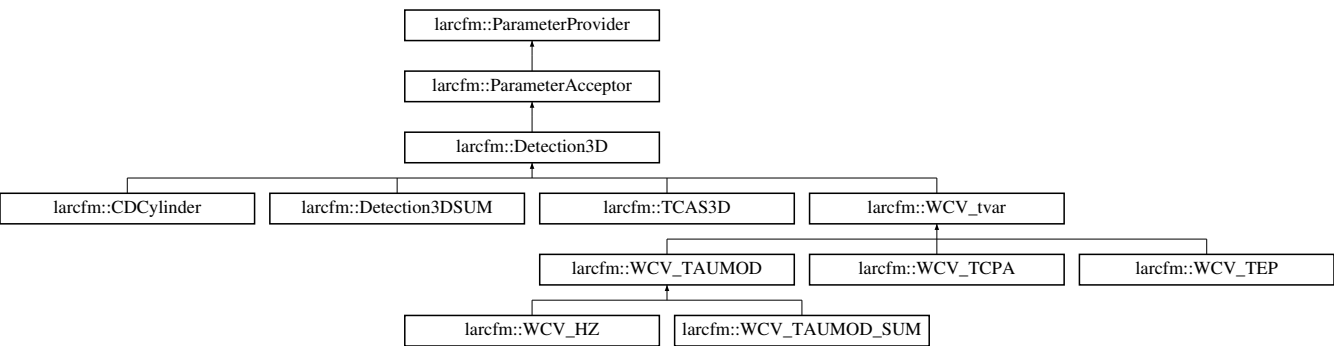 larcfm::ParameterProvider
larcfm::ParameterAcceptor
larcfm::Detection3D
larcfm::CDCylinder
larcfm::Detection3DSUM
larcfm::TCAS3D
larcfm::WCV_tvar
larcfm::WCV_TAUMOD
larcfm::WCV_TCPA
larcfm::WCV_TEP
larcfm::WCV_HZ
larcfm::WCV_TAUMOD_SUM